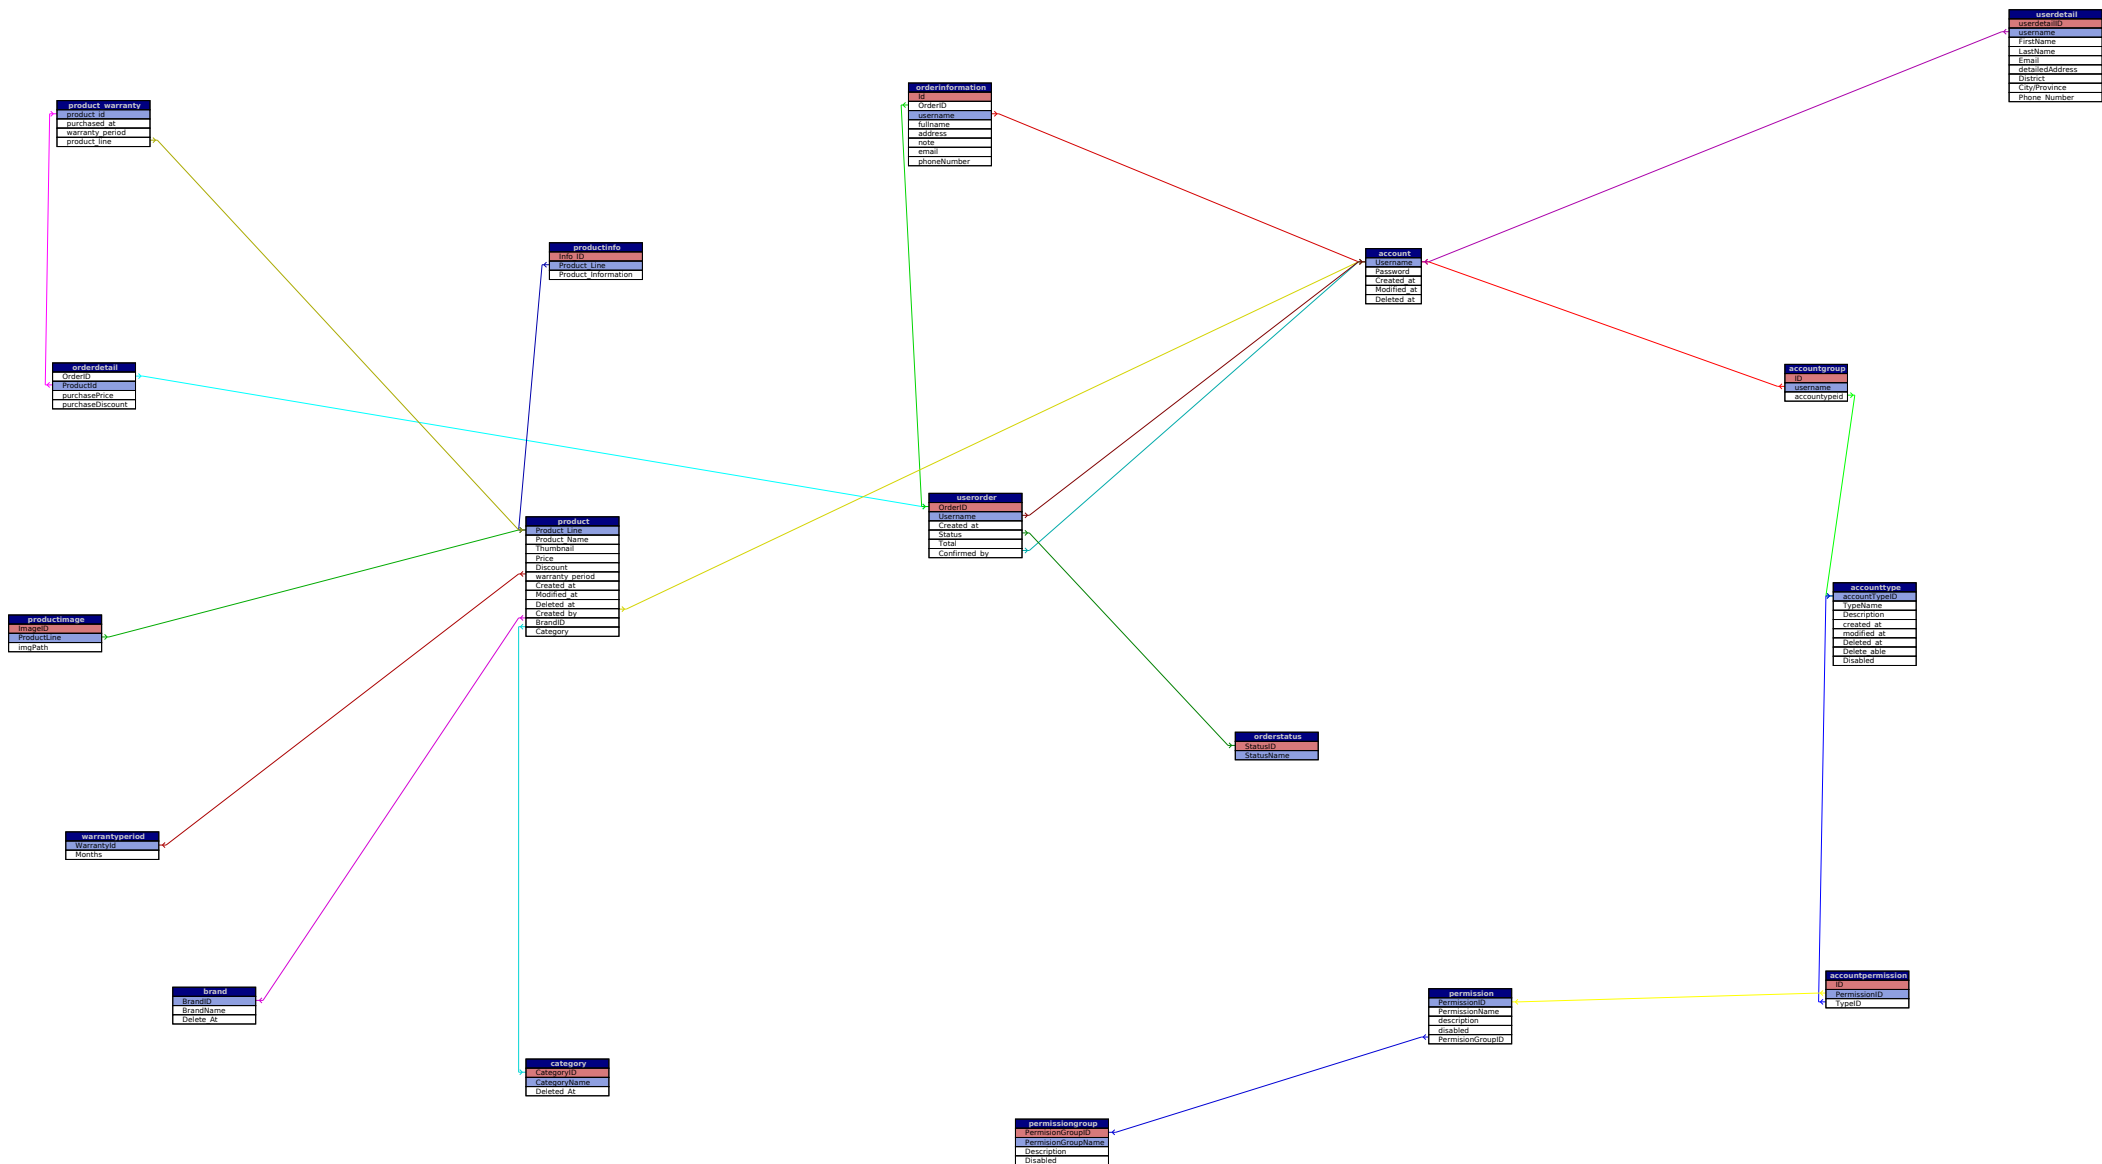 userdetail
userdetailID
username
FirstName
LastName
Email
detailedAddress
District
City/Province
Phone_Number
orderinformation
Id
OrderID
username
fullname
address
note
email
phoneNumber
product_warranty
product_id
purchased_at
warranty_period
product_line
productinfo
Info_ID
Product_Line
Product_Information
account
Username
Password
Created_at
Modified_at
Deleted_at
orderdetail
OrderID
ProductId
purchasePrice
purchaseDiscount
accountgroup
ID
username
accountypeid
userorder
OrderID
Username
Created_at
Status
Total
Confirmed_by
product
Product_Line
Product_Name
Thumbnail
Price
Discount
warranty_period
Created_at
Modified_at
Deleted_at
Created_by
BrandID
Category
accounttype
accountTypeID
TypeName
Description
created_at
modified_at
Deleted_at
Delete_able
Disabled
productimage
ImageID
ProductLine
imgPath
orderstatus
StatusID
StatusName
warrantyperiod
WarrantyId
Months
accountpermission
ID
PermissionID
TypeID
brand
BrandID
BrandName
Delete_At
permission
PermissionID
PermissionName
description
disabled
PermisionGroupID
category
CategoryID
CategoryName
Deleted_At
permissiongroup
PermisionGroupID
PermisionGroupName
Description
Disabled